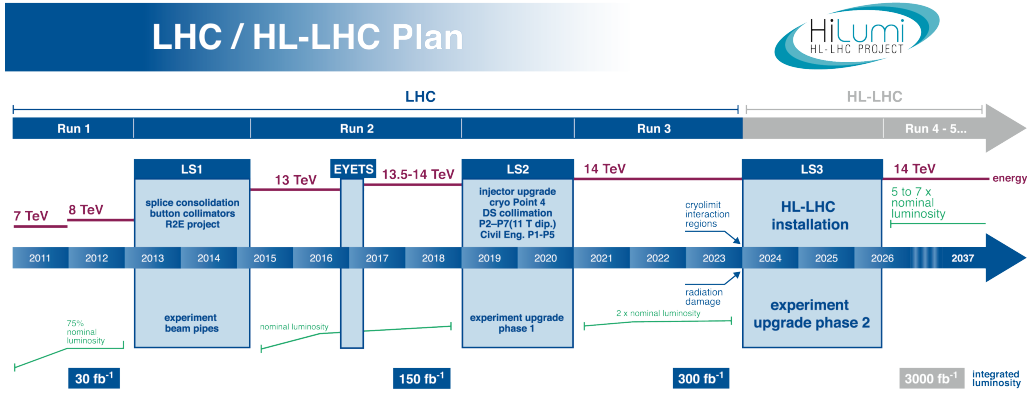 LHC / HL-LHC Plan
HiLumi
HL-LHC PROJECT
LHC
HL-LHC
Run 1
Run 2
Run 3
Run 4 - 5...
LS1
EYETS
LS2
LS3
13 TeV
13.5-14 TeV
14 TeV
14 TeV
energy
splice consolidation
button collimators
R2E project
injector upgrade
cryo Point 4
DS collimation
P2–P7(11 T dip.)
Civil Eng. P1-P5
HL-LHC
installation
5 to 7 x
nominal
luminosity
7 TeV
8 TeV
cryolimit
interaction
regions
2011
2012
2013
2014
2015
2016
2017
2018
2019
2020
2021
2022
2023
2024
2025
2026
2037
radiation
damage
75%
nominal
luminosity
experiment
beam pipes
nominal luminosity
experiment upgrade
phase 1
2 x nominal luminosity
experiment
upgrade phase 2
30 fb-1
150 fb-1
300 fb-1
3000 fb-1
integrated
luminosity